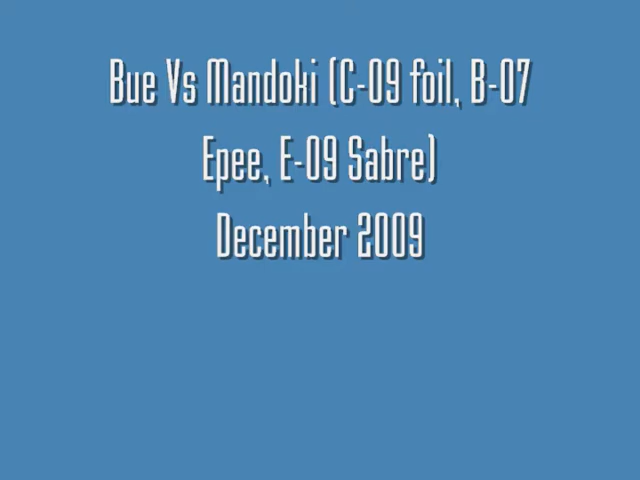 Bue Vs Mandoki (C-09 foil, B-07
Epee, E-09 Sabre)
December 2009